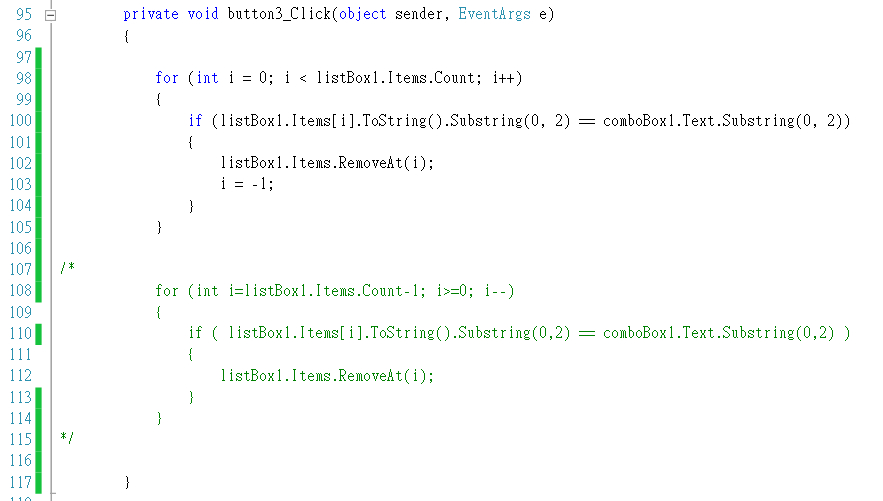 95 private void button3_Click(object sender, EventArgs e)
96 {
97
98 for (int i = 0; i < listBox1.Items.Count; i++)
99 {
100 if (listBox1.Items[i].ToString().Substring(0, 2) == comboBox1.Text.Substring(0, 2))
101 {
102 listBox1.Items.RemoveAt(i);
103 i = -1;
104 }
105 }
106
107 /*
108 for (int i=listBox1.Items.Count-1; i>=0; i--)
109 {
110 if ( listBox1.Items[i].ToString().Substring(0,2) == comboBox1.Text.Substring(0,2) )
111 {
112 listBox1.Items.RemoveAt(i);
113 }
114 }
115 */
116
117 }